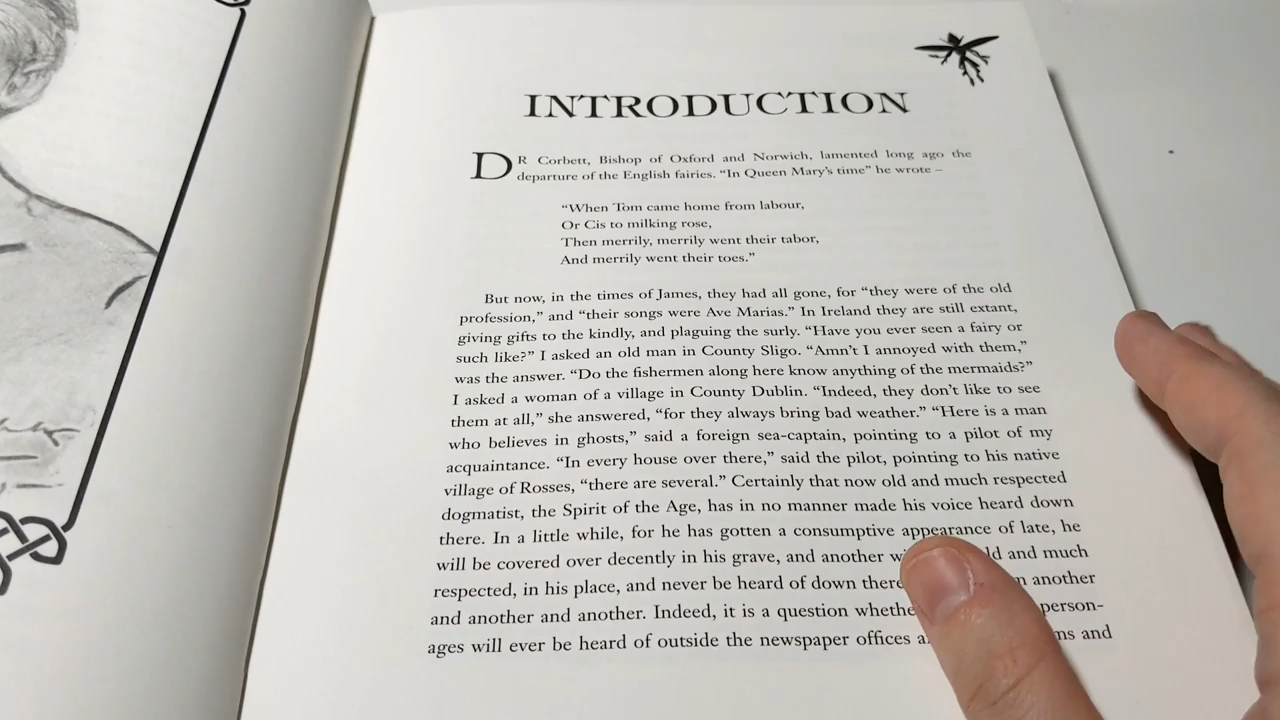 INTRODUCTION
DR Corbett, Bishop of Oxford and Norwich, lamented long ago the
departure of the English fairies. “In Queen Mary’s time” he wrote –
“When Tom came home from labour,
Or Cis to milking rose,
Then merrily, merrily went their tabor,
And merrily went their toes.”
But now, in the times of James, they had all gone, for “they were of the old
profession,” and “their songs were Ave Marias.” In Ireland they are still extant,
giving gifts to the kindly, and plaguing the surly. “Have you ever seen a fairy or
such like?” I asked an old man in County Sligo. “Amn’t I annoyed with them,”
was the answer. “Do the fishermen along here know anything of the mermaids?”
I asked a woman of a village in County Dublin. “Indeed, they don’t like to see
them at all,” she answered, “for they always bring bad weather.” “Here is a man
who believes in ghosts,” said a foreign sea-captain, pointing to a pilot of my
acquaintance. “In every house over there,” said the pilot, pointing to his native
village of Rosses, “there are several.” Certainly that now old and much respected
dogmatist, the Spirit of the Age, has in no manner made his voice heard down
there. In a little while, for he has gotten a consumptive appearance of late, he
will be covered over decently in his grave, and another and much
respected, in his place, and never be heard of down another
and another and another. Indeed, it is a question person-
ages will ever be heard of outside the newspaper offices and